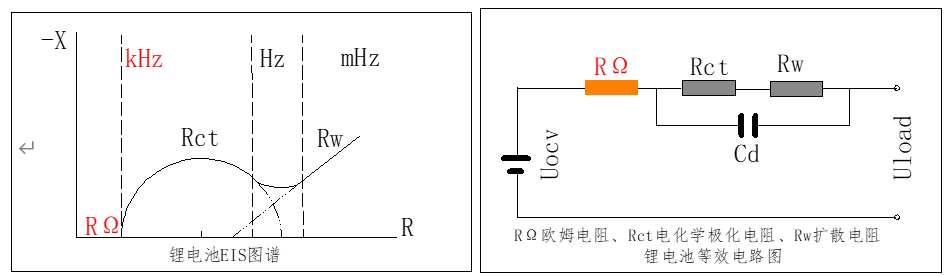 -X
kHz
Hz
mHz
Rct
Rw
RΩ
R
锂电池EIS图谱
RΩ
Rct
Rw
Cd
Uocv
Uload
RΩ欧姆电阻、Rct电化学极化电阻、Rw扩散电阻
锂电池等效电路图